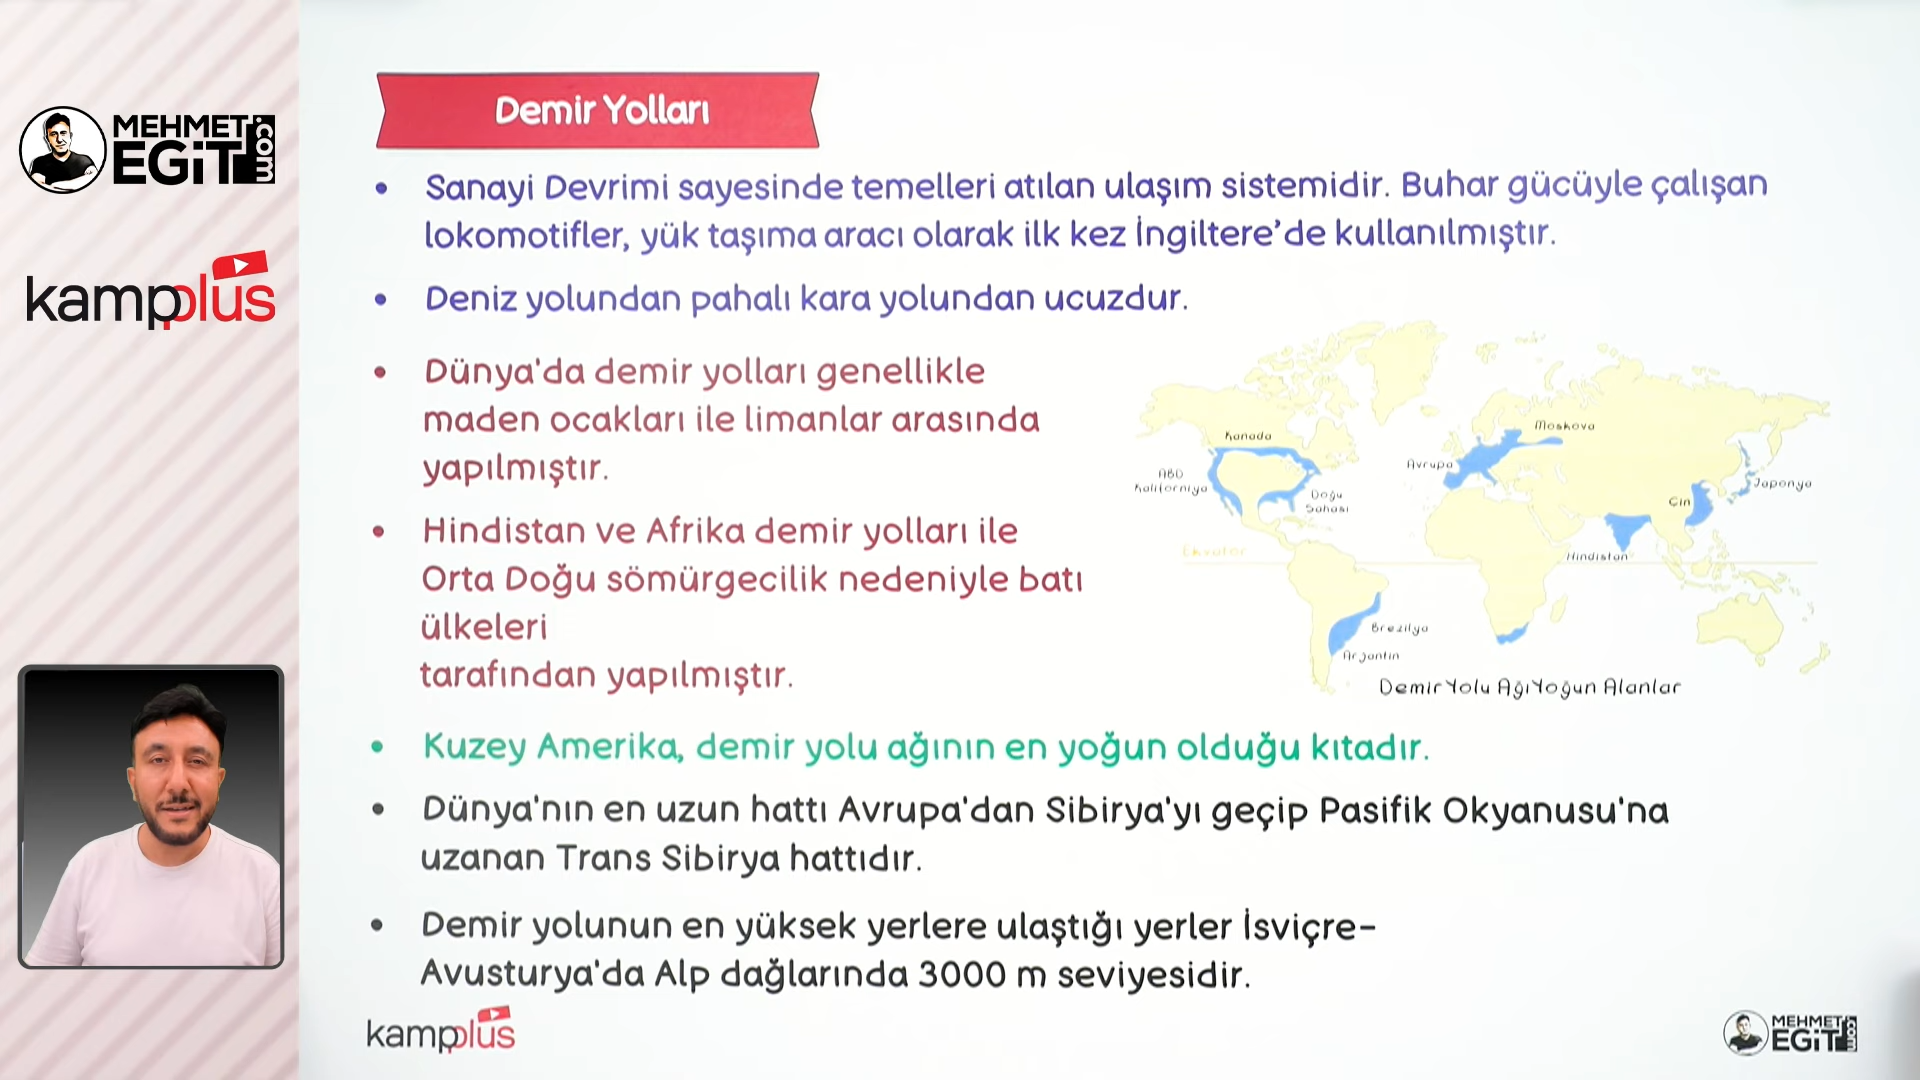 MEHMET
EGiT
.com
kampplus
Demir Yolları
• Sanayi Devrimi sayesinde temelleri atılan ulaşım sistemidir. Buhar gücüyle çalışan
lokomotifler, yük taşıma aracı olarak ilk kez İngiltere’de kullanılmıştır.
• Deniz yolundan pahalı kara yolundan ucuzdur.
• Dünya'da demir yolları genellikle
maden ocakları ile limanlar arasında
yapılmıştır.
• Hindistan ve Afrika demir yolları ile
Orta Doğu sömürgecilik nedeniyle batı
ülkeleri
tarafından yapılmıştır.
Kanada
ABD
Kaliforniya
Doğu
Sahası
Moskova
Avrupa
Çin
Japonya
Hindistan
Ekvator
Brezilya
Arjantin
Demir Yolu Ağı Yoğun Alanlar
• Kuzey Amerika, demir yolu ağının en yoğun olduğu kıtadır.
• Dünya'nın en uzun hattı Avrupa'dan Sibirya'yı geçip Pasifik Okyanusu'na
uzanan Trans Sibirya hattıdır.
• Demir yolunun en yüksek yerlere ulaştığı yerler İsviçre-
Avusturya'da Alp dağlarında 3000 m seviyesidir.
kampplus
MEHMET
EGiT
.com